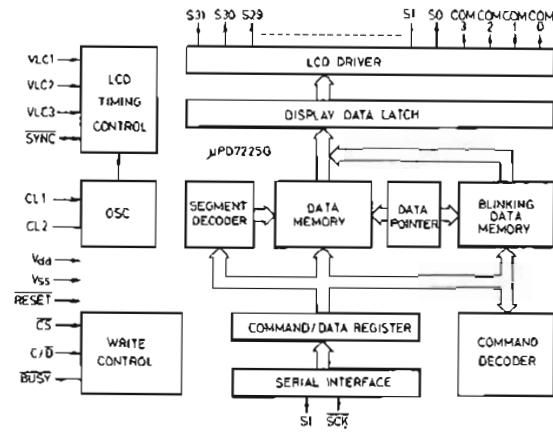 S31 S30 S29 S1 S0 COM 3 COM 2 COM 1 COM 0
LCD DRIVER
VLC1
VLC2
VLC3
SYNC
LCD TIMING CONTROL
DISPLAY DATA LATCH
µPD7225G
CL1
CL2
OSC
SEGMENT DECODER
DATA MEMORY
DATA POINTER
BLINKING DATA MEMORY
Vdd
Vss
RESET
CS
C/D
BUSY
WRITE CONTROL
COMMAND/DATA REGISTER
COMMAND DECODER
SERIAL INTERFACE
SI SCK